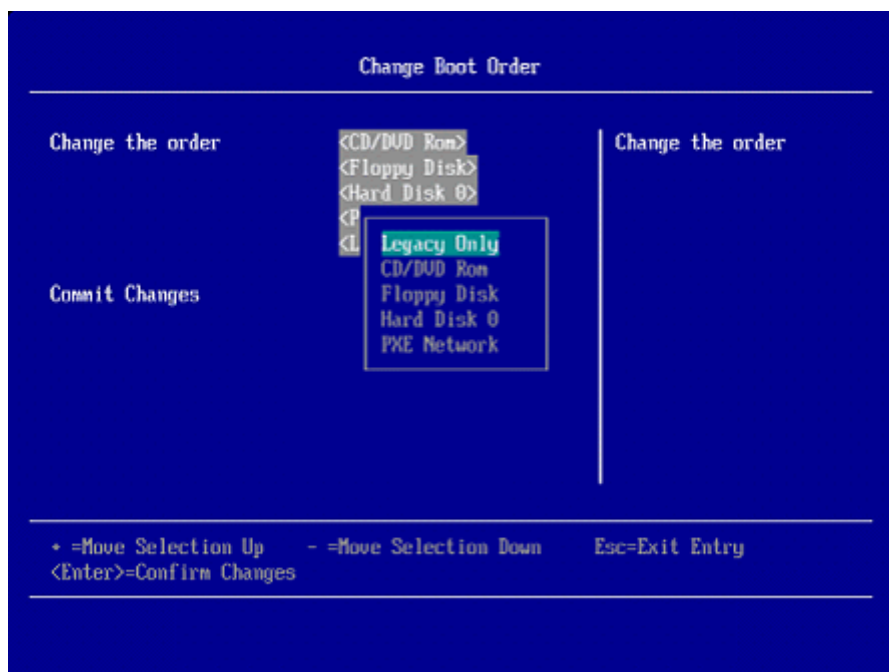 Change Boot Order
Change the order
<CD/DVD Rom>
<Floppy Disk>
<Hard Disk 0>
<P
<L
Change the order
Legacy Only
CD/DVD Rom
Floppy Disk
Hard Disk 0
PXE Network
Commit Changes
+ =Move Selection Up - =Move Selection Down Esc=Exit Entry
<Enter>=Confirm Changes